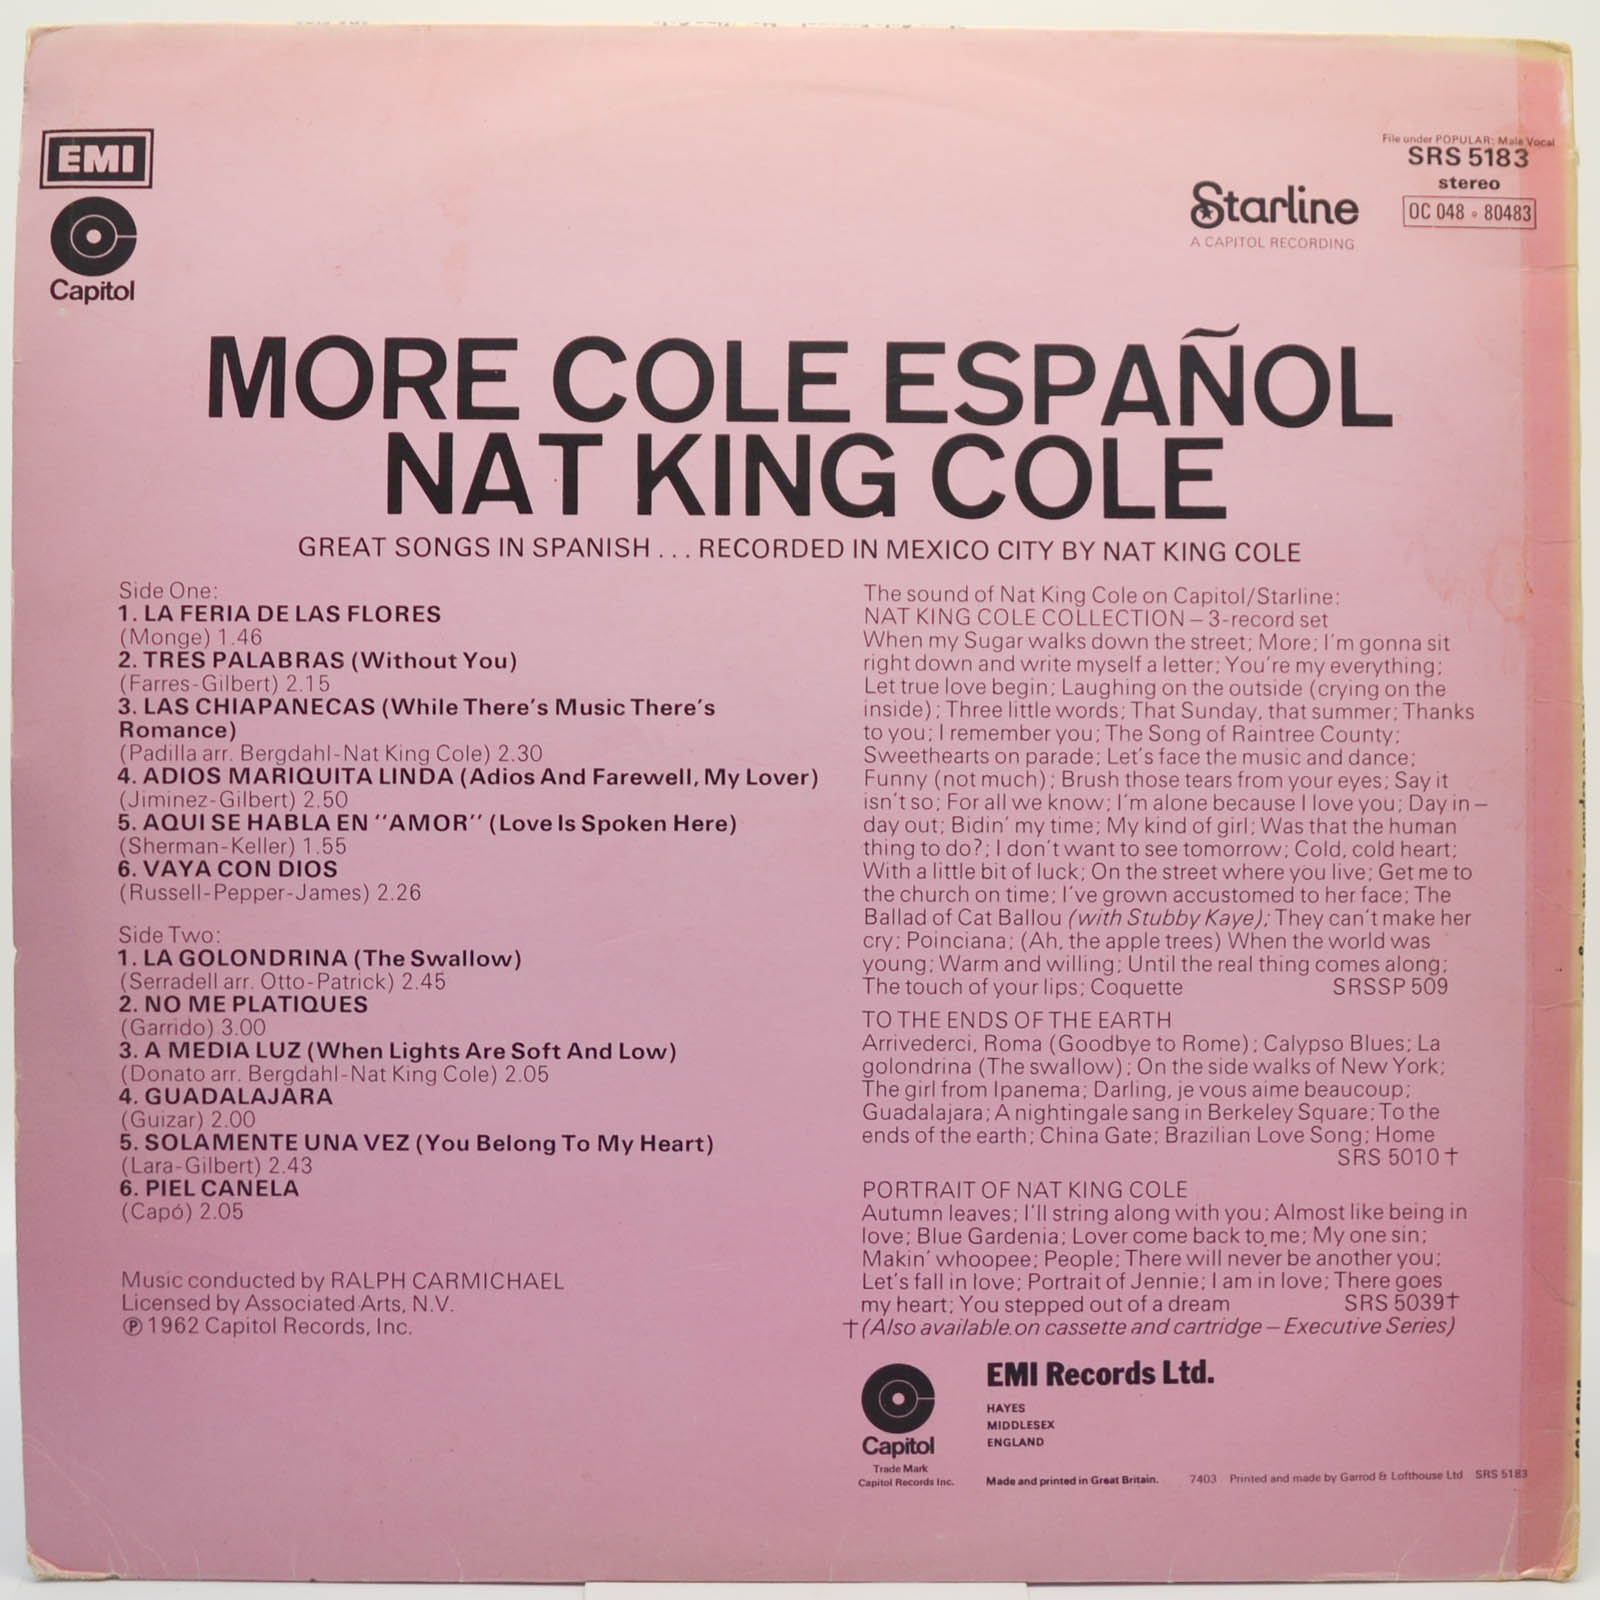 EMI
Capitol
File under POPULAR: Male Vocal
SRS 5183
stereo
OC 048 ∘ 80483
Starline
A CAPITOL RECORDING
MORE COLE ESPAÑOL
NAT KING COLE
GREAT SONGS IN SPANISH . . . RECORDED IN MEXICO CITY BY NAT KING COLE
Side One:
1. LA FERIA DE LAS FLORES
(Monge) 1.46
2. TRES PALABRAS (Without You)
(Farres-Gilbert) 2.15
3. LAS CHIAPANECAS (While There's Music There's
Romance)
(Padilla arr. Bergdahl-Nat King Cole) 2.30
4. ADIOS MARIQUITA LINDA (Adios And Farewell, My Lover)
(Jiminez-Gilbert) 2.50
5. AQUI SE HABLA EN "AMOR" (Love Is Spoken Here)
(Sherman-Keller) 1.55
6. VAYA CON DIOS
(Russell-Pepper-James) 2.26
Side Two:
1. LA GOLONDRINA (The Swallow)
(Serradell arr. Otto-Patrick) 2.45
2. NO ME PLATIQUES
(Garrido) 3.00
3. A MEDIA LUZ (When Lights Are Soft And Low)
(Donato arr. Bergdahl-Nat King Cole) 2.05
4. GUADALAJARA
(Guizar) 2.00
5. SOLAMENTE UNA VEZ (You Belong To My Heart)
(Lara-Gilbert) 2.43
6. PIEL CANELA
(Capó) 2.05
Music conducted by RALPH CARMICHAEL
Licensed by Associated Arts, N.V.
℗ 1962 Capitol Records, Inc.
The sound of Nat King Cole on Capitol/Starline:
NAT KING COLE COLLECTION – 3-record set
When my Sugar walks down the street; More; I'm gonna sit
right down and write myself a letter; You're my everything;
Let true love begin; Laughing on the outside (crying on the
inside); Three little words; That Sunday, that summer; Thanks
to you; I remember you; The Song of Raintree County;
Sweethearts on parade; Let's face the music and dance;
Funny (not much); Brush those tears from your eyes; Say it
isn't so; For all we know; I'm alone because I love you; Day in –
day out; Bidin' my time; My kind of girl; Was that the human
thing to do?; I don't want to see tomorrow; Cold, cold heart;
With a little bit of luck; On the street where you live; Get me to
the church on time; I've grown accustomed to her face; The
Ballad of Cat Ballou (with Stubby Kaye); They can't make her
cry; Poinciana; (Ah, the apple trees) When the world was
young; Warm and willing; Until the real thing comes along;
The touch of your lips; Coquette SRSSP 509
TO THE ENDS OF THE EARTH
Arrivederci, Roma (Goodbye to Rome); Calypso Blues; La
golondrina (The swallow); On the side walks of New York;
The girl from Ipanema; Darling, je vous aime beaucoup;
Guadalajara; A nightingale sang in Berkeley Square; To the
ends of the earth; China Gate; Brazilian Love Song; Home
SRS 5010 †
PORTRAIT OF NAT KING COLE
Autumn leaves; I'll string along with you; Almost like being in
love; Blue Gardenia; Lover come back to me; My one sin;
Makin' whoopee; People; There will never be another you;
Let's fall in love; Portrait of Jennie; I am in love; There goes
my heart; You stepped out of a dream SRS 5039†
† (Also available on cassette and cartridge – Executive Series)
Capitol
Trade Mark
Capitol Records Inc.
EMI Records Ltd.
HAYES
MIDDLESEX
ENGLAND
Made and printed in Great Britain. 7403 Printed and made by Garrod & Lofthouse Ltd SRS 5183